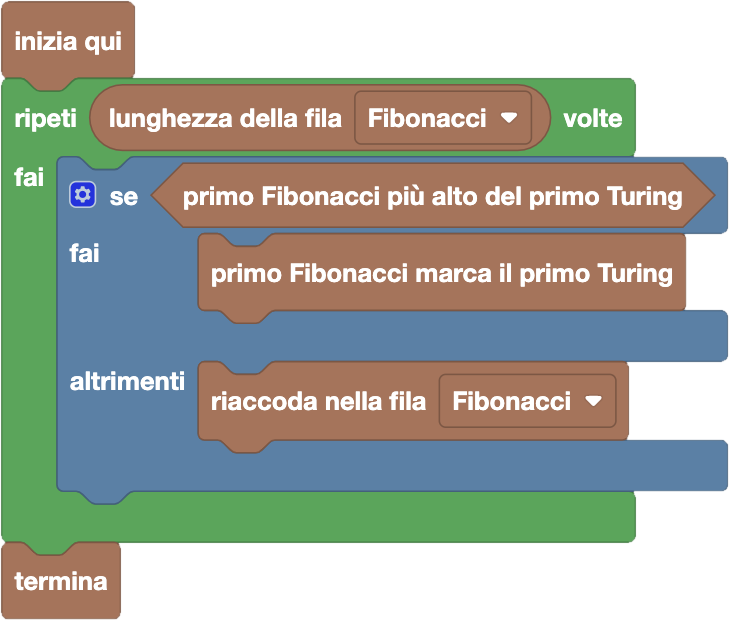 inizia qui
ripeti lunghezza della fila Fibonacci volte
fai
se primo Fibonacci più alto del primo Turing
fai
primo Fibonacci marca il primo Turing
altrimenti
riaccoda nella fila Fibonacci
termina